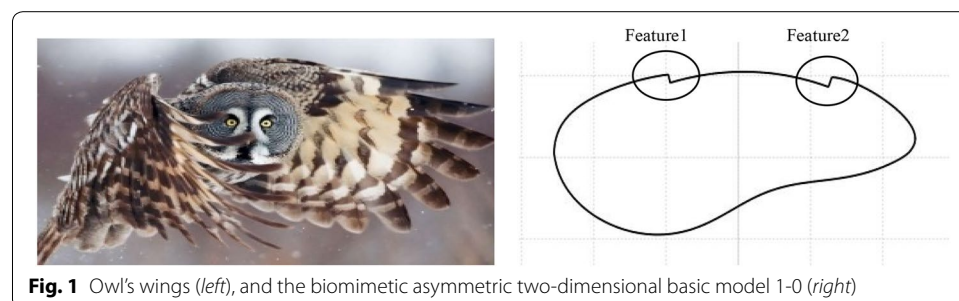 Feature1 Feature2
Fig. 1 Owl's wings (left), and the biomimetic asymmetric two-dimensional basic model 1-0 (right)